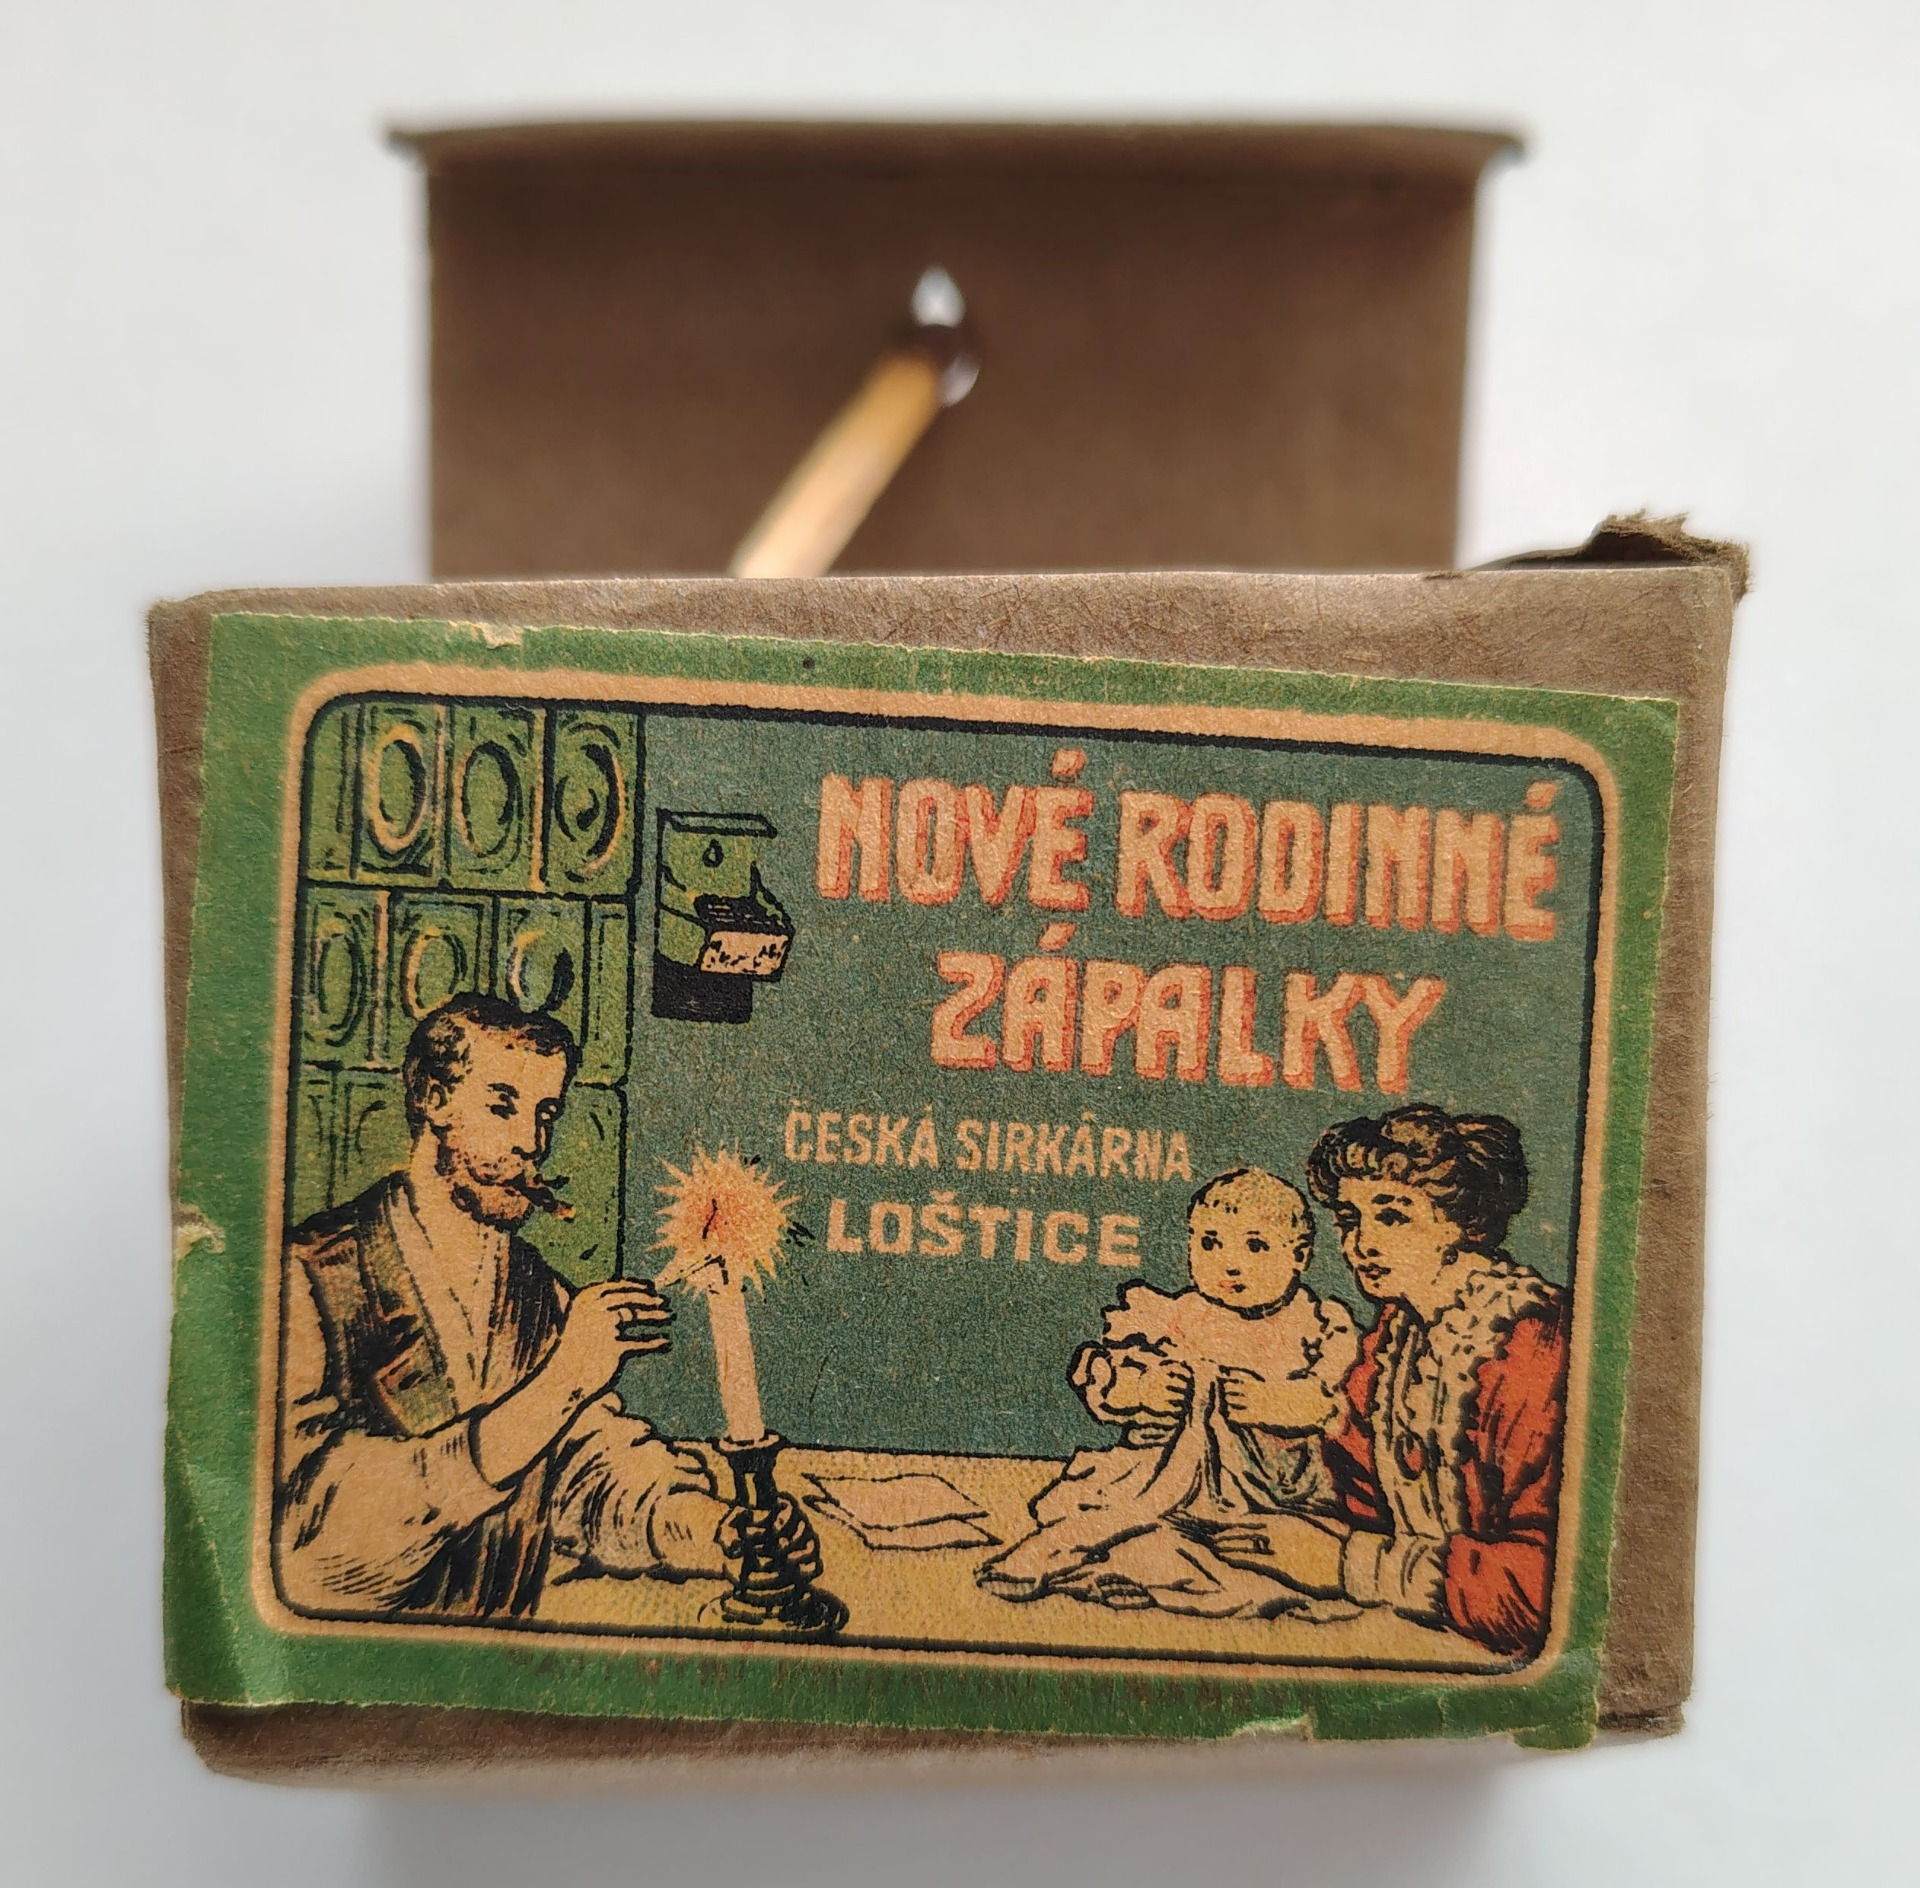 NOVÉ RODINNÉ
ZÁPALKY
ČESKÁ SIRKÁRNA
LOŠTICE